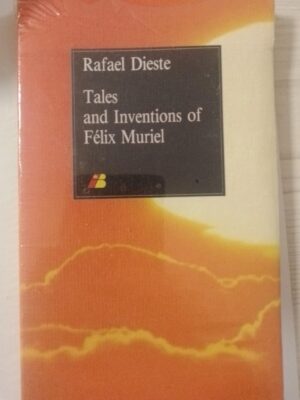 Rafael Dieste
Tales
and Inventions of
Félix Muriel